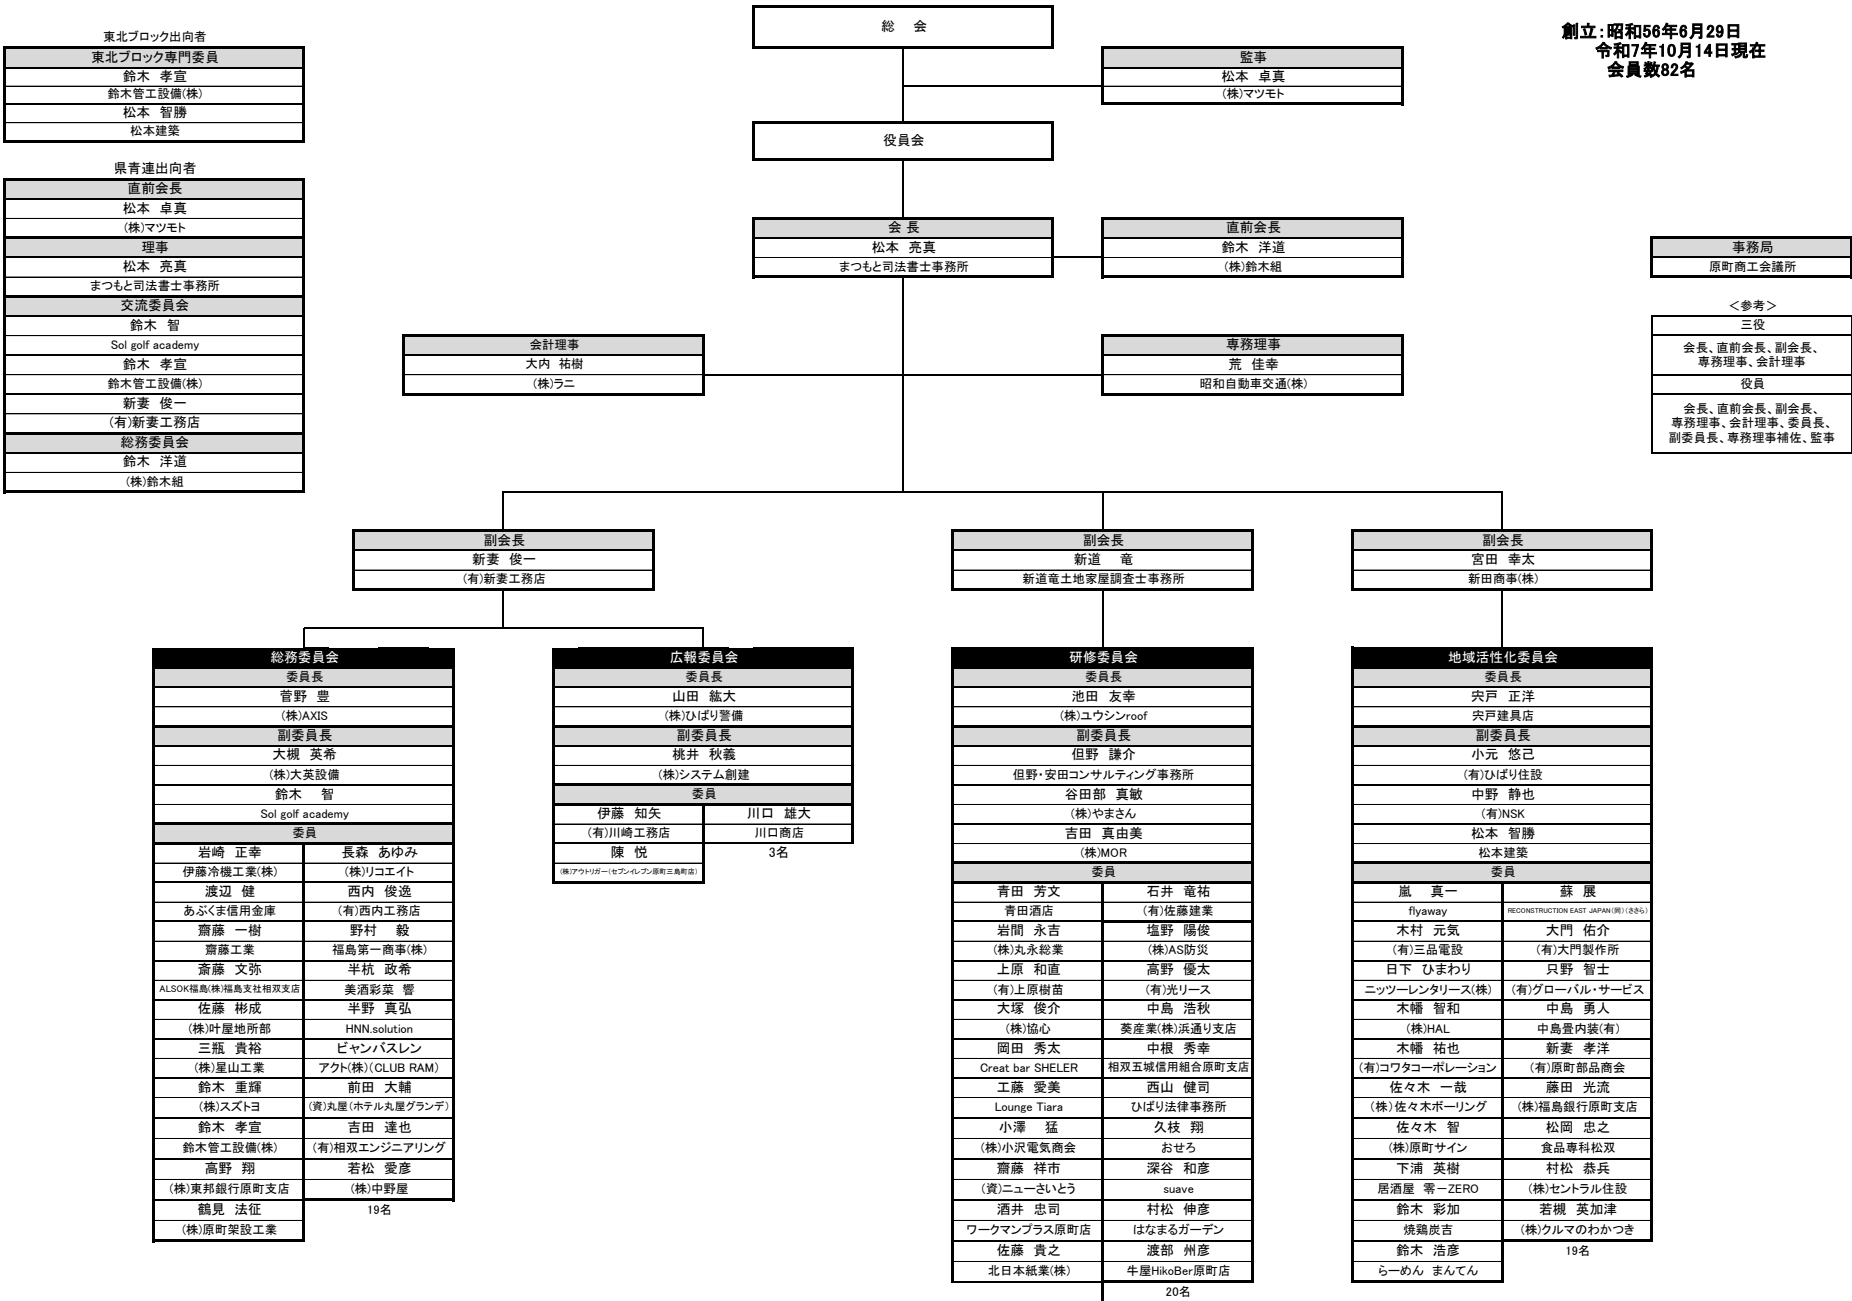 総　会
創立：昭和56年6月29日
令和7年10月14日現在
会員数82名
東北ブロック出向者
東北ブロック専門委員
鈴木　孝宣
鈴木管工設備(株)
松本　智勝
松本建築
監事
松本　卓真
(株)マツモト
役員会
県青連出向者
直前会長
松本　卓真
(株)マツモト
理事
松本　亮真
まつもと司法書士事務所
交流委員会
鈴木　智
Sol golf academy
鈴木　孝宣
鈴木管工設備(株)
新妻　俊一
(有)新妻工務店
総務委員会
鈴木　洋道
(株)鈴木組
会 長
松本　亮真
まつもと司法書士事務所
直前会長
鈴木　洋道
(株)鈴木組
事務局
原町商工会議所
＜参考＞
三役
会長、直前会長、副会長、
専務理事、会計理事
役員
会長、直前会長、副会長、
専務理事、会計理事、委員長、
副委員長、専務理事補佐、監事
会計理事
大内　祐樹
(株)ラニ
専務理事
荒　佳幸
昭和自動車交通(株)
副会長
新妻　俊一
(有)新妻工務店
副会長
新道　竜
新道竜土地家屋調査士事務所
副会長
宮田　幸太
新田商事(株)
総務委員会
委員長
菅野　豊
(株)AXIS
副委員長
大槻　英希
(株)大英設備
鈴木　智
Sol golf academy
委員
岩崎　正幸　長森　あゆみ
伊藤冷機工業(株)　(株)リコエイト
渡辺　健　西内　俊逸
あぶくま信用金庫　(有)西内工務店
齋藤　一樹　野村　毅
齋藤工業　福島第一商事(株)
斎藤　文弥　半杭　政希
ALSOK福島(株)福島支社相双支店　美酒彩菜 響
佐藤　彬成　半野　真弘
(株)叶屋地所部　HNN.solution
三瓶　貴裕　ビャンバスレン
(株)星山工業　アクト(株)(CLUB RAM)
鈴木　重輝　前田　大輔
(株)スズトヨ　(資)丸屋(ホテル丸屋グランデ)
鈴木　孝宣　吉田　達也
鈴木管工設備(株)　(有)相双エンジニアリング
高野　翔　若松　愛彦
(株)東邦銀行原町支店　(株)中野屋
鶴見　法征　19名
(株)原町架設工業
広報委員会
委員長
山田　紘大
(株)ひばり警備
副委員長
桃井　秋義
(株)システム創建
委員
伊藤　知矢　川口　雄大
(有)川崎工務店　川口商店
陳　悦　3名
(株)アウトリガー(セブンイレブン原町三島町店)
研修委員会
委員長
池田　友幸
(株)ユウシンroof
副委員長
但野　謙介
但野・安田コンサルティング事務所
谷田部　真敏
(株)やまさん
吉田　真由美
(株)MOR
委員
青田　芳文　石井　竜祐
青田酒店　(有)佐藤建業
岩間　永吉　塩野　陽俊
(株)丸永総業　(株)AS防災
上原　和直　高野　優太
(有)上原樹苗　(有)光リース
大塚　俊介　中島　浩秋
(株)協心　葵産業(株)浜通り支店
岡田　秀太　中根　秀幸
Creat bar SHELER　相双五城信用組合原町支店
工藤　愛美　西山　健司
Lounge Tiara　ひばり法律事務所
小澤　猛　久枝　翔
(株)小沢電気商会　おせろ
齋藤　祥市　深谷　和彦
(資)ニューさいとう　suave
酒井　忠司　村松　伸彦
ワークマンプラス原町店　はなまるガーデン
佐藤　貴之　渡部　州彦
北日本紙業(株)　牛屋HikoBer原町店
20名
地域活性化委員会
委員長
宍戸　正洋
宍戸建具店
副委員長
小元　悠己
(有)ひばり住設
中野　静也
(有)NSK
松本　智勝
松本建築
委員
嵐　真一　蘇　展
flyaway　RECONSTRUCTION EAST JAPAN(同)(ささら)
木村　元気　大門　佑介
(有)三品電設　(有)大門製作所
日下　ひまわり　只野　智士
ニッツーレンタリース(株)　(有)グローバル・サービス
木幡　智和　中島　勇人
(株)HAL　中島畳内装(有)
木幡　祐也　新妻　孝洋
(有)コワタコーポレーション　(有)原町部品商会
佐々木　一哉　藤田　光流
(株)佐々木ボーリング　(株)福島銀行原町支店
佐々木　智　松岡　忠之
(株)原町サイン　食品専科松双
下浦　英樹　村松　恭兵
居酒屋 零－ZERO　(株)セントラル住設
鈴木　彩加　若槻　英加津
焼鶏炭吉　(株)クルマのわかつき
鈴木　浩彦　19名
らーめん まんてん